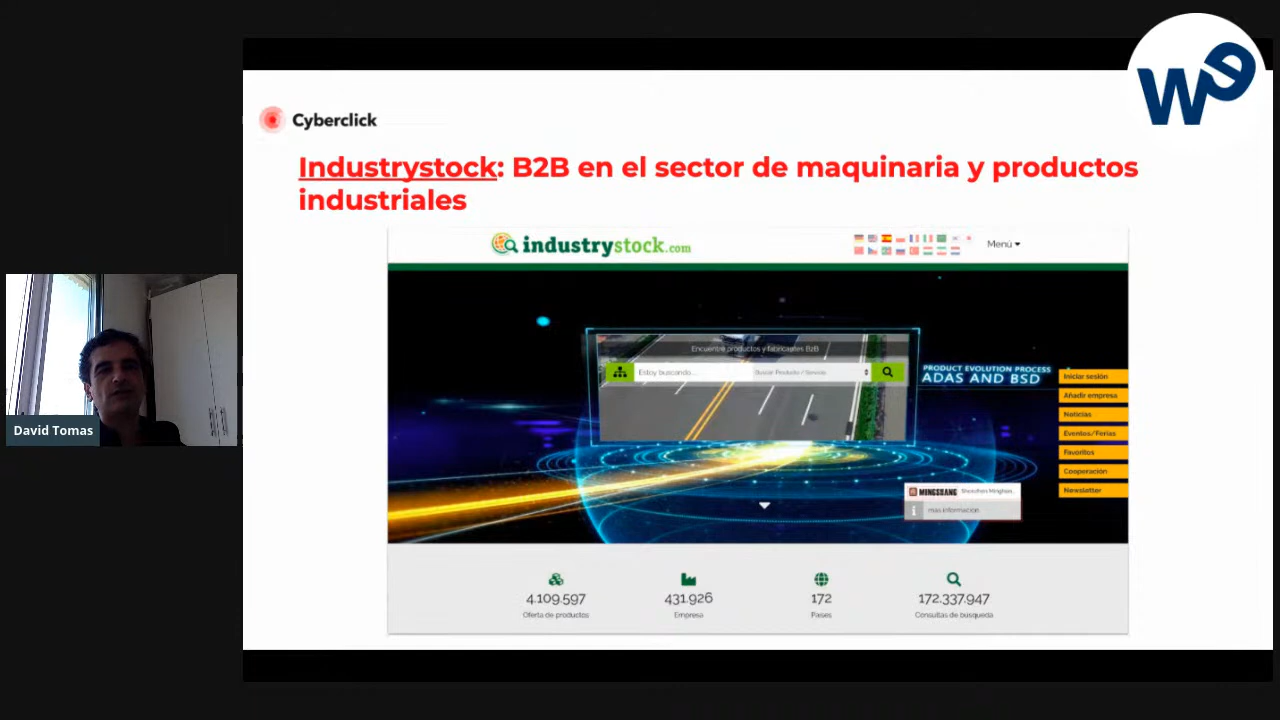 We
Cyberclick
Industrystock: B2B en el sector de maquinaria y productos
industriales
industrystock.com
Menú
Encuentre productos y fabricantes B2B
Estoy buscando...
Buscar Producto / Servicio
PRODUCT EVOLUTION PROCESS
ADAS AND BSD
Iniciar sesión
Añadir empresa
Noticias
Eventos/Ferias
Favoritos
Cooperación
Newsletter
David Tomas
mas informacion
4.109.597
431.926
172
172.337.947
Oferta de productos
Empresa
Países
Consultas de búsqueda